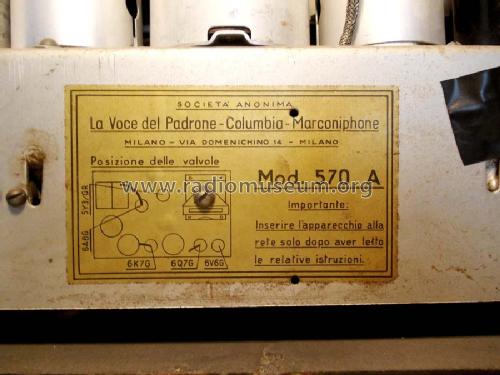 SOCIETÀ ANONIMA
La Voce del Padrone-Columbia-Marconiphone
MILANO - VIA DOMENICHINO 14 - MILANO
Posizione delle valvole
Mod. 570 A
www.radiomuseum.org
Importante:
Inserire l'apparecchio alla
rete solo dopo aver letto
le relative istruzioni.
5Y3/GR
6A8G
6K7G 6Q7G 6V6G